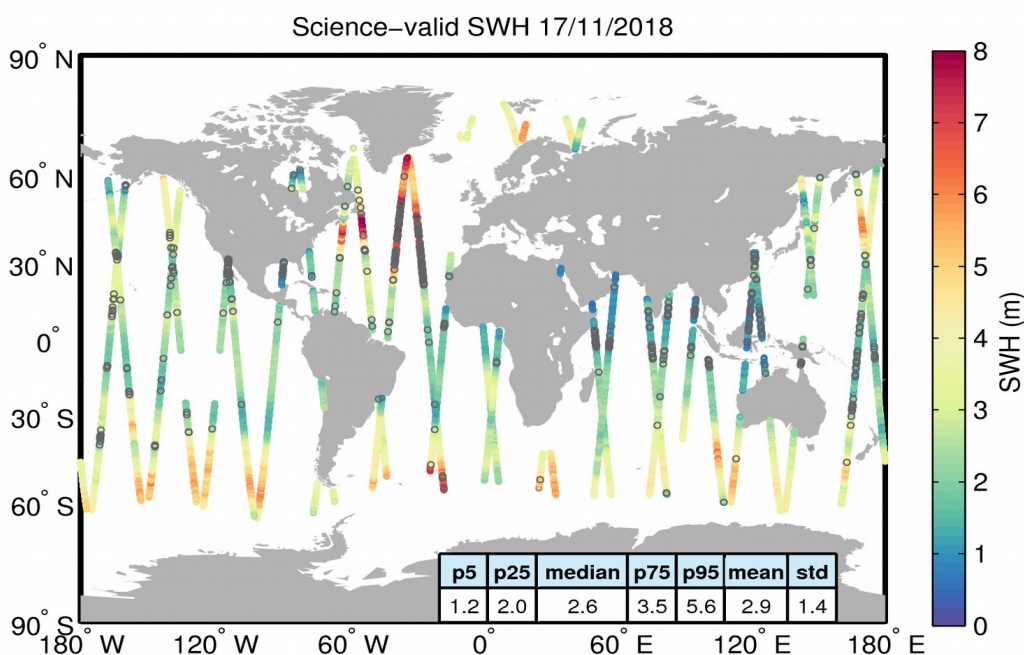 Science−valid SWH 17/11/2018
90° N
60° N
30° N
0°
30° S
60° S
90° S
180° W
120° W
60° W
0°
60° E
120° E
180° E
p5 p25 median p75 p95 mean std
1.2 2.0 2.6 3.5 5.6 2.9 1.4
8
7
6
5
4
3
2
1
0
SWH (m)